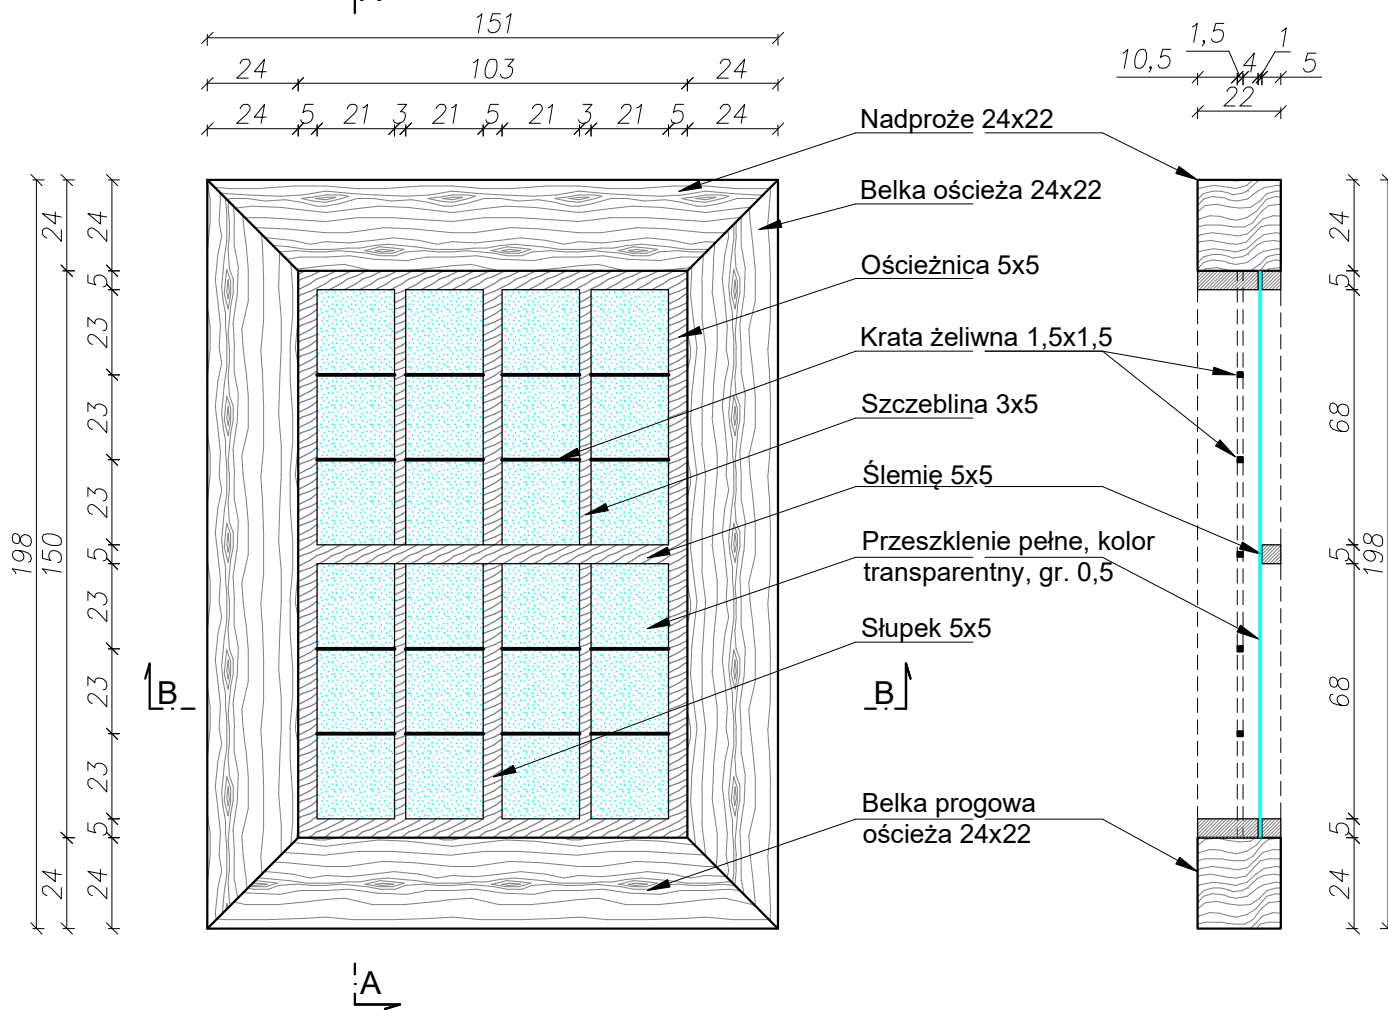 A
151
24 103 24
24 5 21 3 21 5 21 3 21 5 24
1,5 1
10,5 4 5
22
Nadproże 24x22
Belka ościeża 24x22
Ościeżnica 5x5
Krata żeliwna 1,5x1,5
Szczeblina 3x5
Ślemię 5x5
Przeszklenie pełne, kolor
transparentny, gr. 0,5
Słupek 5x5
Belka progowa
ościeża 24x22
198
24
150
24
24
5
23
23
23
5
23
23
23
5
24
24
5
68
5
68
5
24
198
B
B
A